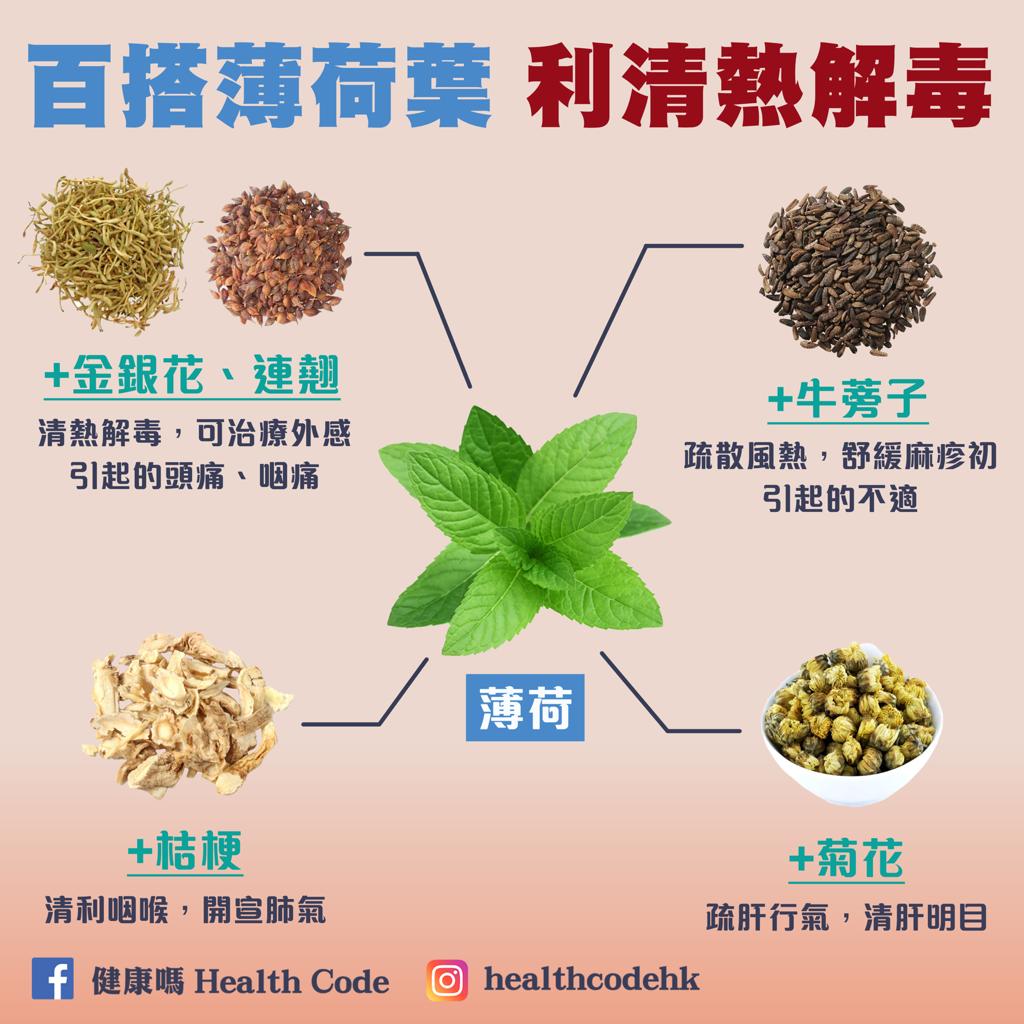 百搭薄荷葉 利清熱解毒
+金銀花、連翹
清熱解毒，可治療外感
引起的頭痛、咽痛
+牛蒡子
疏散風熱，舒緩麻疹初
引起的不適
薄荷
+桔梗
清利咽喉，開宣肺氣
+菊花
疏肝行氣，清肝明目
健康嗎 Health Code
healthcodehk